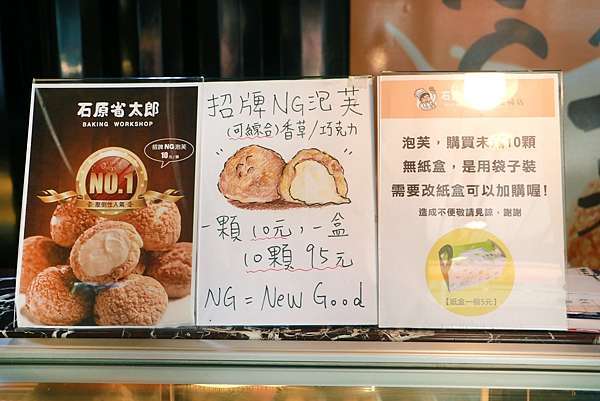 石原省太郎
BAKING WORKSHOP
招牌NG泡芙
10元/顆
NO.1
招牌NG泡芙
(可綜合)香草/巧克力
一顆10元,一盒
10顆95元
NG = New Good
泡芙,購買未滿10顆
無紙盒,是用袋子裝
需要改紙盒可以加購喔!
造成不便敬請見諒,謝謝
【紙盒一個5元】